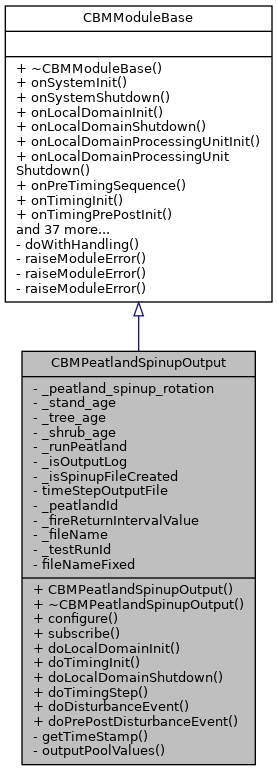 CBMModuleBase
+ ~CBMModuleBase()
+ onSystemInit()
+ onSystemShutdown()
+ onLocalDomainInit()
+ onLocalDomainShutdown()
+ onLocalDomainProcessingUnitInit()
+ onLocalDomainProcessingUnit
Shutdown()
+ onPreTimingSequence()
+ onTimingInit()
+ onTimingPrePostInit()
and 37 more...
- doWithHandling()
- raiseModuleError()
- raiseModuleError()
- raiseModuleError()
CBMPeatlandSpinupOutput
- _peatland_spinup_rotation
- _stand_age
- _tree_age
- _shrub_age
- _runPeatland
- _isOutputLog
- _isSpinupFileCreated
- timeStepOutputFile
- _peatlandId
- _fireReturnIntervalValue
- _fileName
- _testRunId
- fileNameFixed
+ CBMPeatlandSpinupOutput()
+ ~CBMPeatlandSpinupOutput()
+ configure()
+ subscribe()
+ doLocalDomainInit()
+ doTimingInit()
+ doLocalDomainShutdown()
+ doTimingStep()
+ doDisturbanceEvent()
+ doPrePostDisturbanceEvent()
- getTimeStamp()
- outputPoolValues()